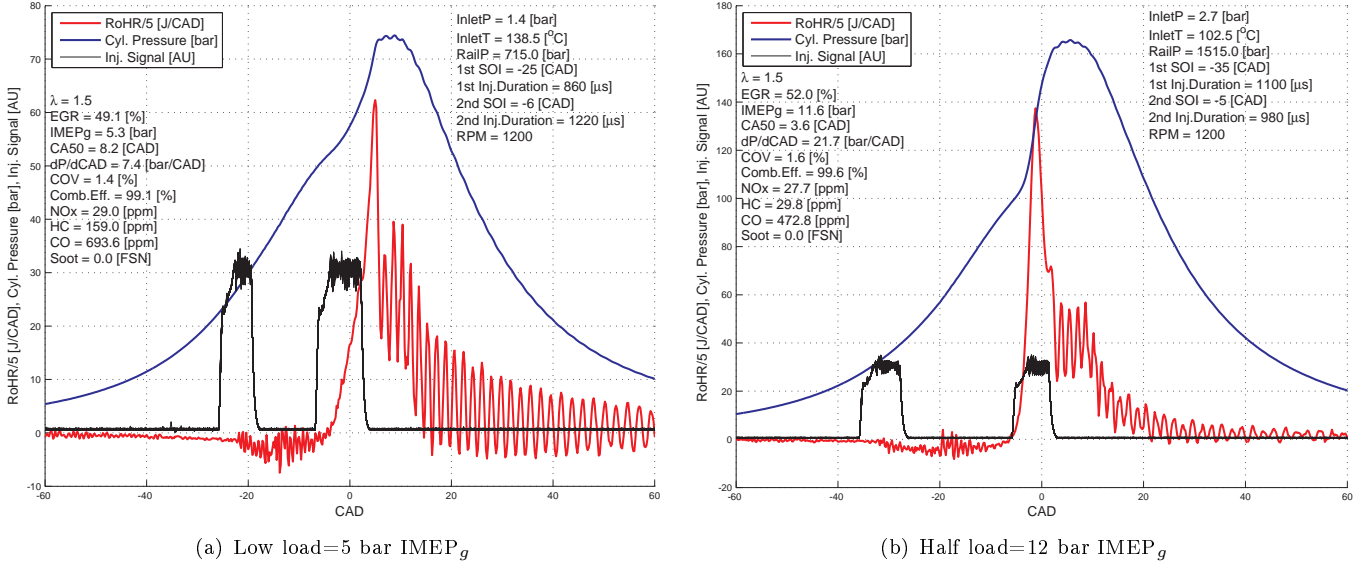 RoHR/5 [J/CAD]
Cyl. Pressure [bar]
Inj. Signal [AU]
InletP = 1.4 [bar]
InletT = 138.5 [°C]
RailP = 715.0 [bar]
1st SOI = -25 [CAD]
1st Inj.Duration = 860 [µs]
2nd SOI = -6 [CAD]
2nd Inj.Duration = 1220 [µs]
RPM = 1200
λ = 1.5
EGR = 49.1 [%]
IMEPg = 5.3 [bar]
CA50 = 8.2 [CAD]
dP/dCAD = 7.4 [bar/CAD]
COV = 1.4 [%]
Comb.Eff. = 99.1 [%]
NOx = 29.0 [ppm]
HC = 159.0 [ppm]
CO = 693.6 [ppm]
Soot = 0.0 [FSN]
RoHR/5 [J/CAD], Cyl. Pressure [bar], Inj. Signal [AU]
80
70
60
50
40
30
20
10
0
-10
-60
-40
-20
0
20
40
60
CAD
(a) Low load=5 bar IMEPg
RoHR/5 [J/CAD]
Cyl. Pressure [bar]
Inj. Signal [AU]
InletP = 2.7 [bar]
InletT = 102.5 [°C]
RailP = 1515.0 [bar]
1st SOI = -35 [CAD]
1st Inj.Duration = 1100 [µs]
2nd SOI = -5 [CAD]
2nd Inj.Duration = 980 [µs]
RPM = 1200
λ = 1.5
EGR = 52.0 [%]
IMEPg = 11.6 [bar]
CA50 = 3.6 [CAD]
dP/dCAD = 21.7 [bar/CAD]
COV = 1.6 [%]
Comb.Eff. = 99.6 [%]
NOx = 27.7 [ppm]
HC = 29.8 [ppm]
CO = 472.8 [ppm]
Soot = 0.0 [FSN]
RoHR/5 [J/CAD], Cyl. Pressure [bar], Inj. Signal [AU]
180
160
140
120
100
80
60
40
20
0
-20
-60
-40
-20
0
20
40
60
CAD
(b) Half load=12 bar IMEPg